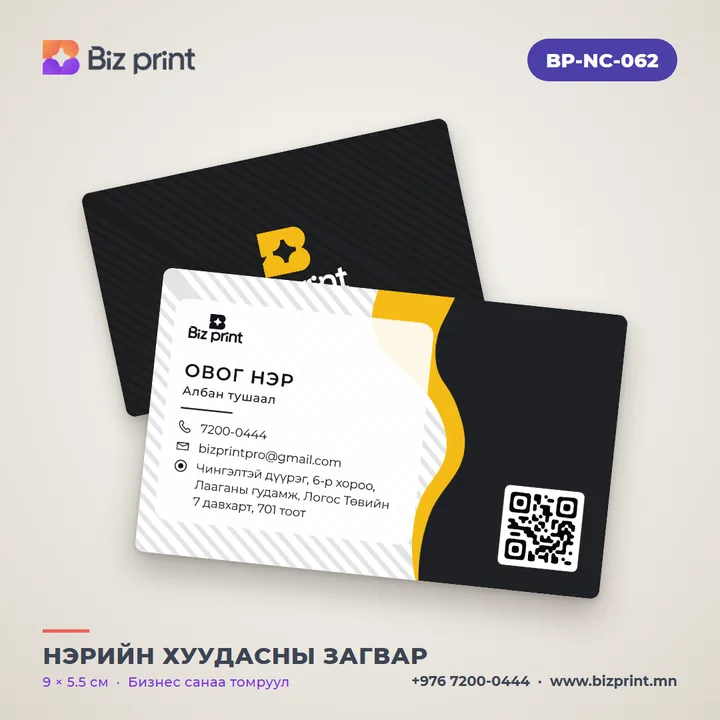 Biz print
BP-NC-062
Biz print
ОВОГ НЭР
Албан тушаал
7200-0444
bizprintpro@gmail.com
Чингэлтэй дүүрэг, 6-р хороо,
Лааганы гудамж, Логос Төвийн
7 давхарт, 701 тоот
НЭРИЙН ХУУДАСНЫ ЗАГВАР
9 × 5.5 см · Бизнес санаа томруул
+976 7200-0444 · www.bizprint.mn